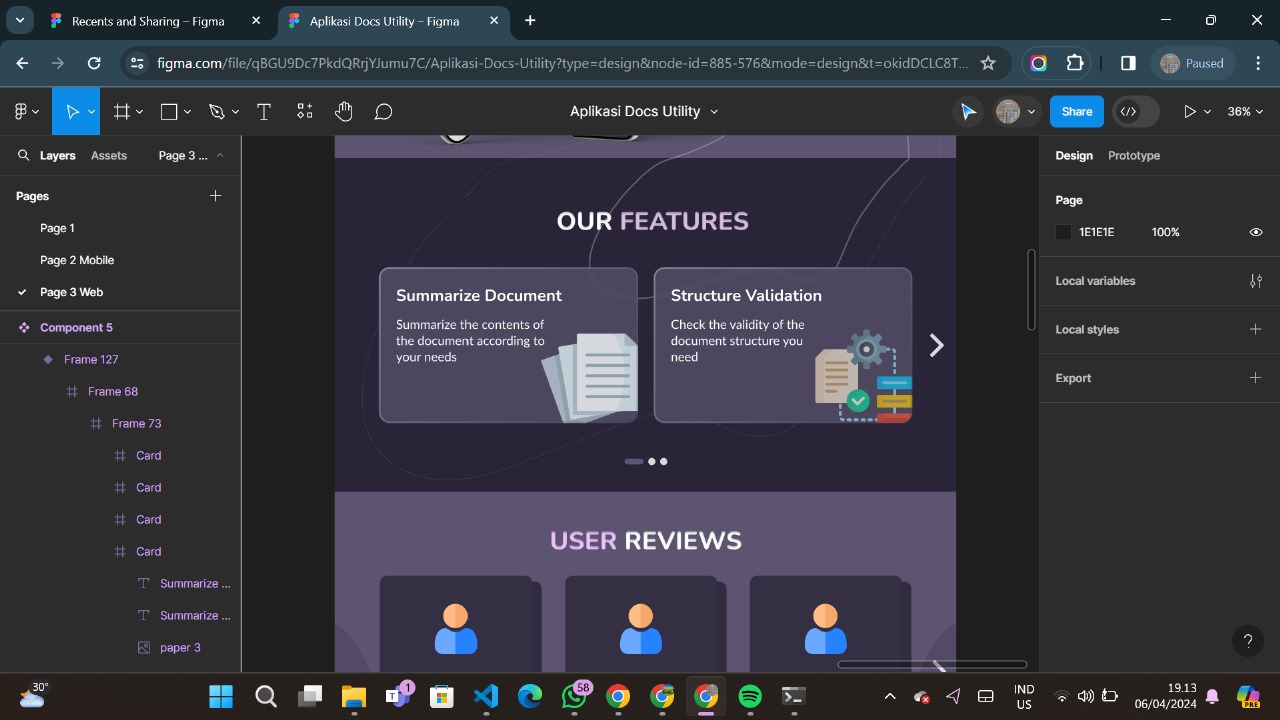 Recents and Sharing – Figma
Aplikasi Docs Utility – Figma
figma.com/file/qBGU9Dc7PkdQRrjYJumu7C/Aplikasi-Docs-Utility?type=design&node-id=885-576&mode=design&t=okidDCLC8T...
Paused
Aplikasi Docs Utility
Share
36%
Layers
Assets
Page 3 ...
Pages
Page 1
Page 2 Mobile
Page 3 Web
Component 5
Frame 127
Frame 68
Frame 73
Card
Card
Card
Card
Summarize ...
Summarize ...
paper 3
OUR FEATURES
Summarize Document
Summarize the contents of
the document according to
your needs
Structure Validation
Check the validity of the
document structure you
need
USER REVIEWS
Design
Prototype
Page
1E1E1E
100%
Local variables
Local styles
Export
?
30°
1
58
IND
US
19.13
06/04/2024
PRE